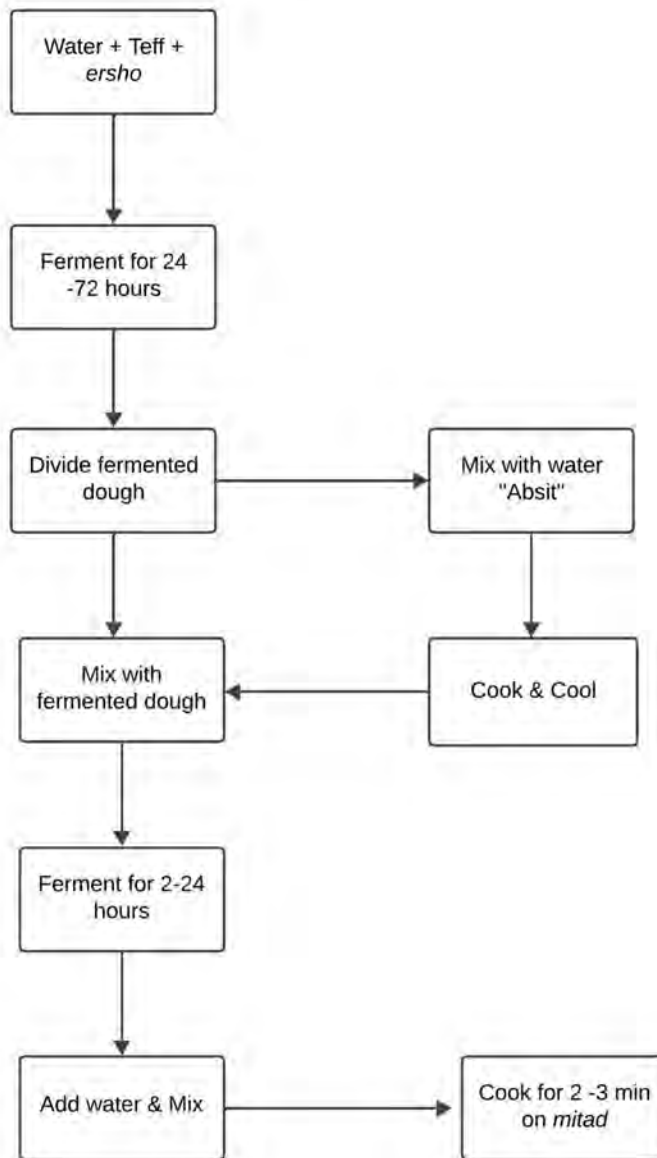 Water + Teff +
ersho
Ferment for 24
-72 hours
Divide fermented
dough
Mix with water
"Absit"
Mix with
fermented dough
Cook & Cool
Ferment for 2-24
hours
Add water & Mix
Cook for 2 -3 min
on mitad